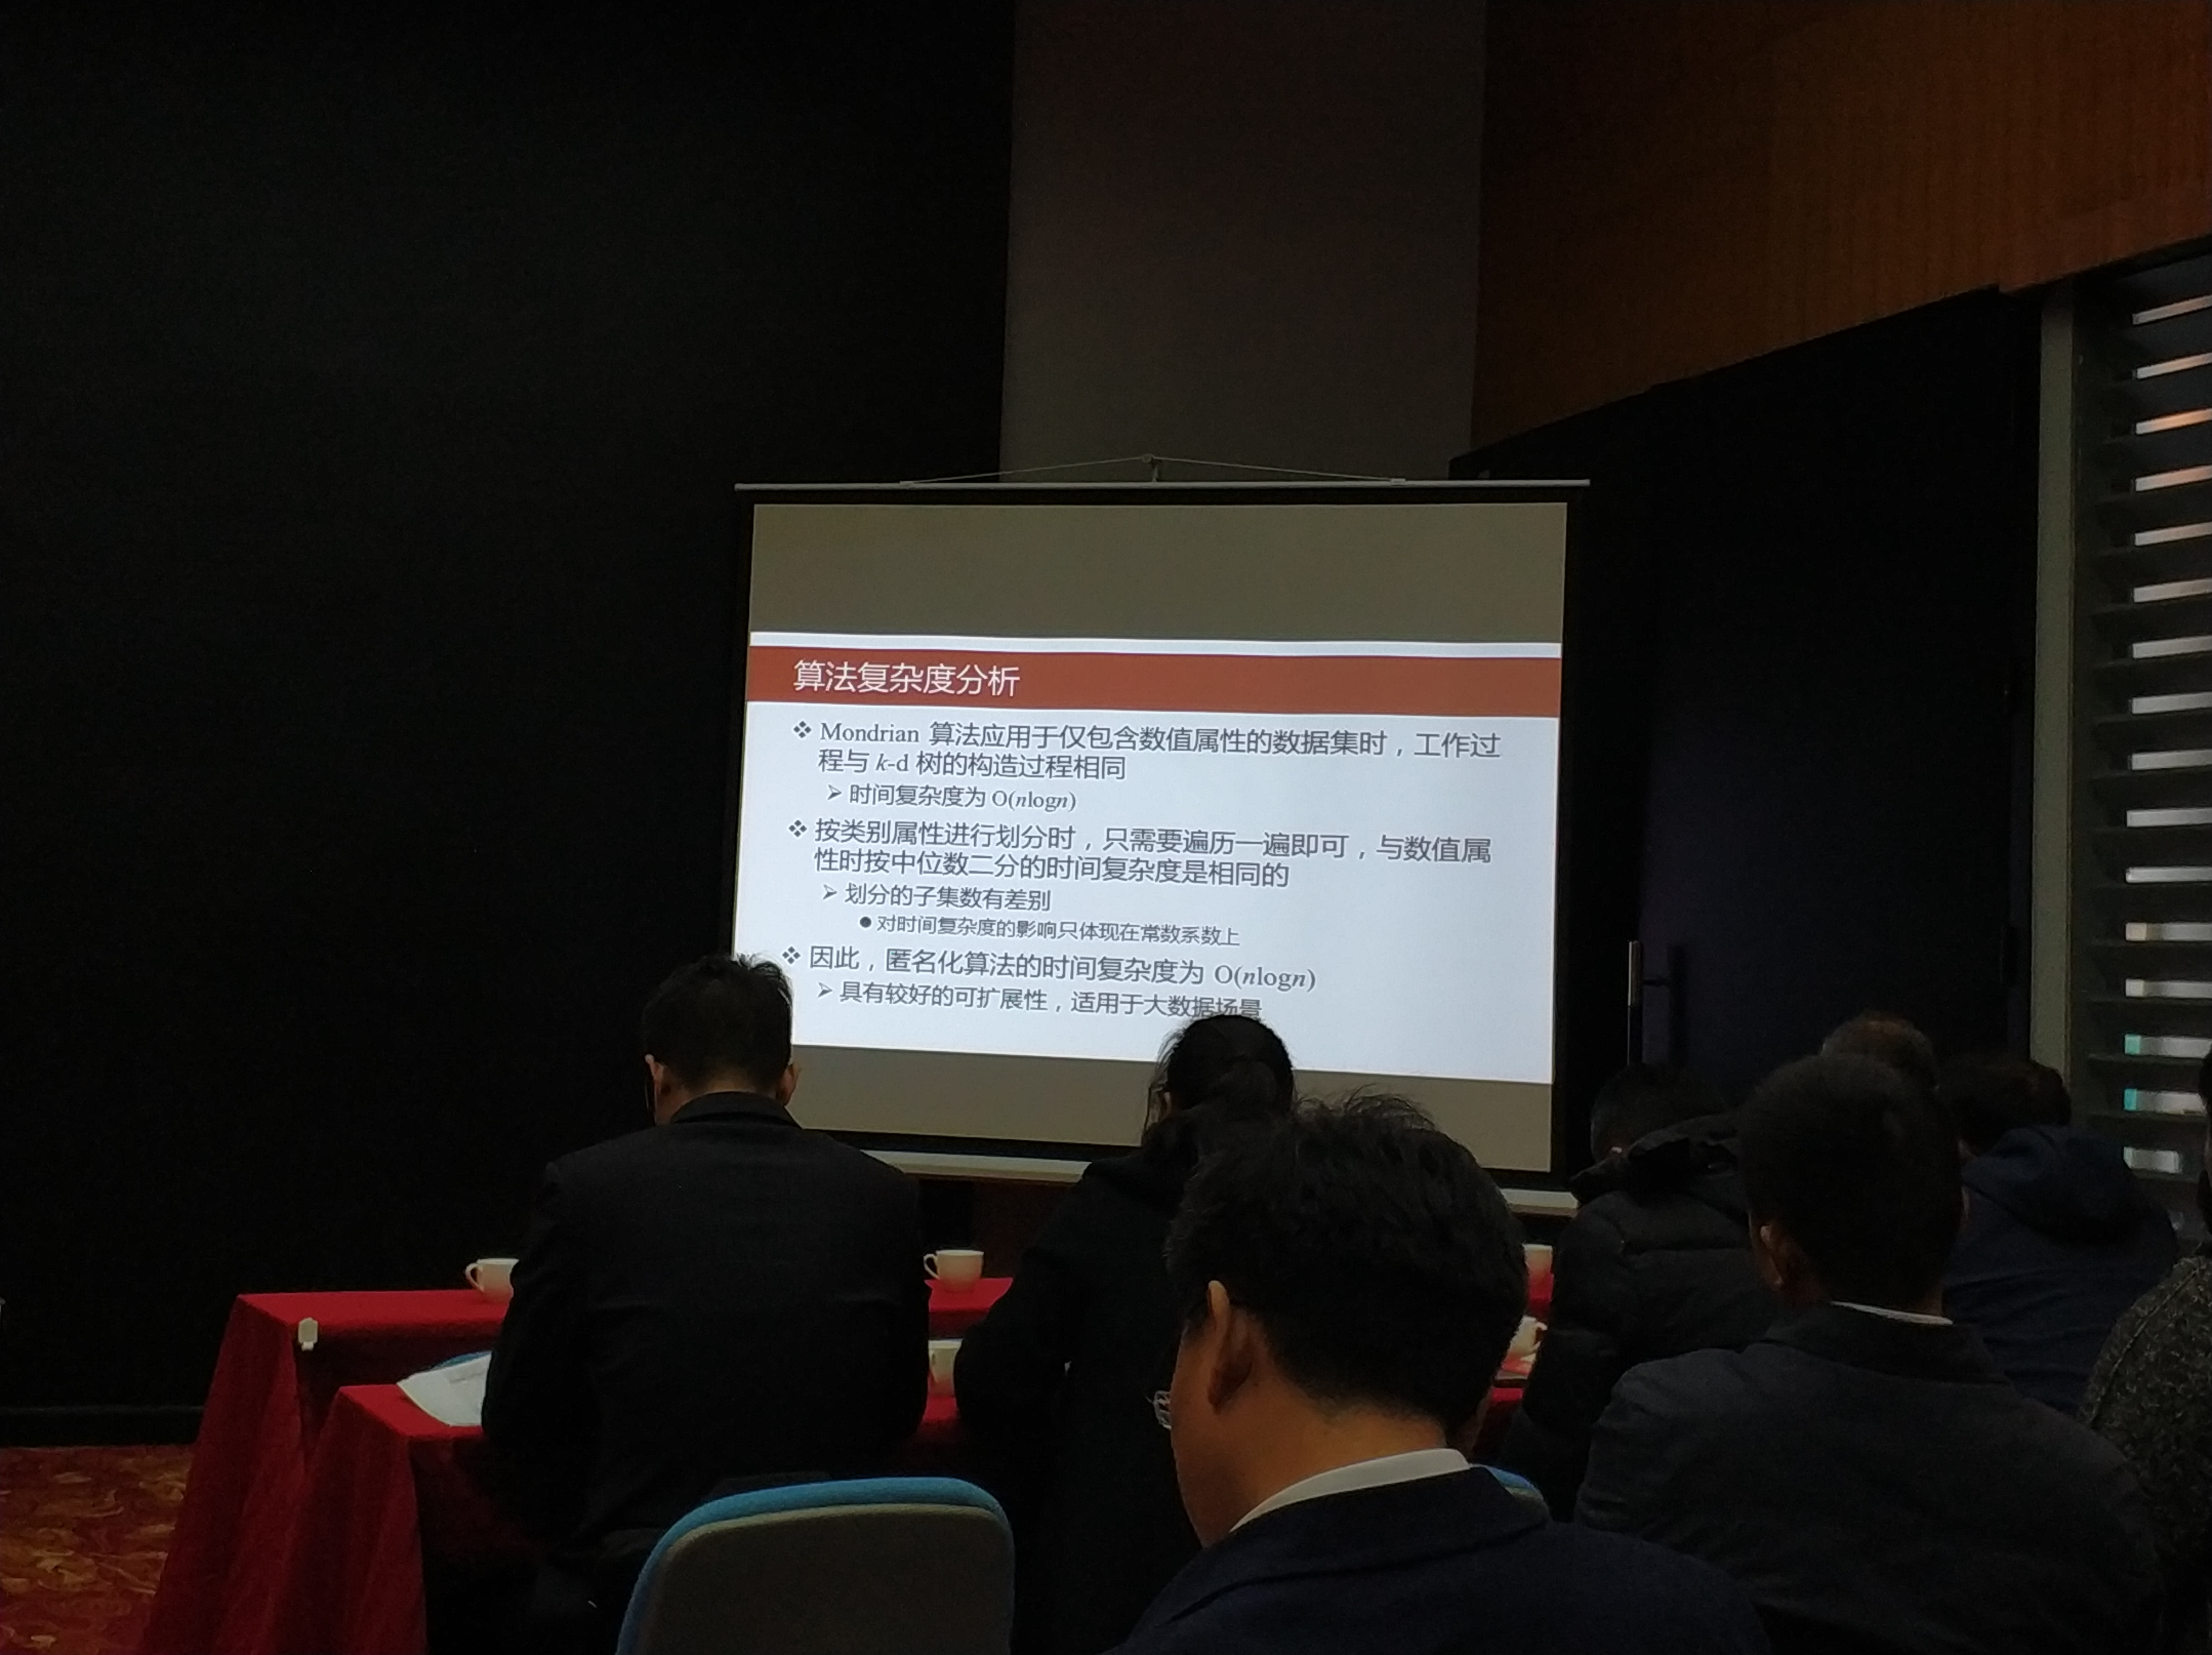 算法复杂度分析
❖ Mondrian 算法应用于仅包含数值属性的数据集时，工作过
程与 k-d 树的构造过程相同
➢ 时间复杂度为 O(nlogn)
❖ 按类别属性进行划分时，只需要遍历一遍即可，与数值属
性时按中位数二分的时间复杂度是相同的
➢ 划分的子集数有差别
● 对时间复杂度的影响只体现在常数系数上
❖ 因此，匿名化算法的时间复杂度为 O(nlogn)
➢ 具有较好的可扩展性，适用于大数据场景